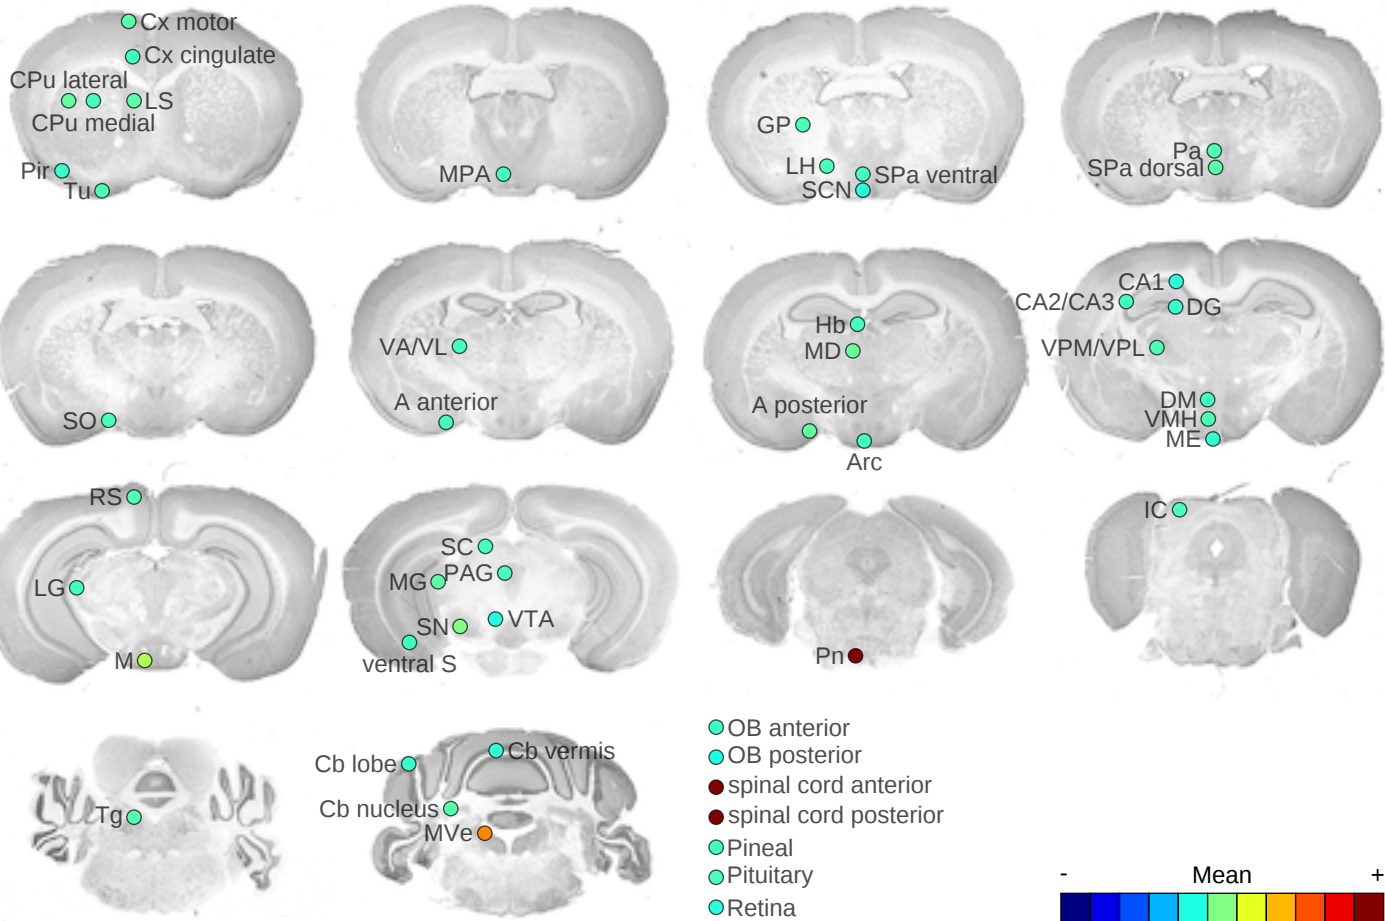 Cx motor
Cx cingulate
CPu lateral
LS
CPu medial
Pir
Tu
MPA
GP
LH
SPa ventral
SCN
Pa
SPa dorsal
SO
VA/VL
A anterior
Hb
MD
A posterior
Arc
CA1
CA2/CA3
DG
VPM/VPL
DM
VMH
ME
RS
LG
M
SC
MG
PAG
SN
VTA
ventral S
Pn
IC
Tg
Cb lobe
Cb vermis
Cb nucleus
MVe
OB anterior
OB posterior
spinal cord anterior
spinal cord posterior
Pineal
Pituitary
Retina
- Mean +